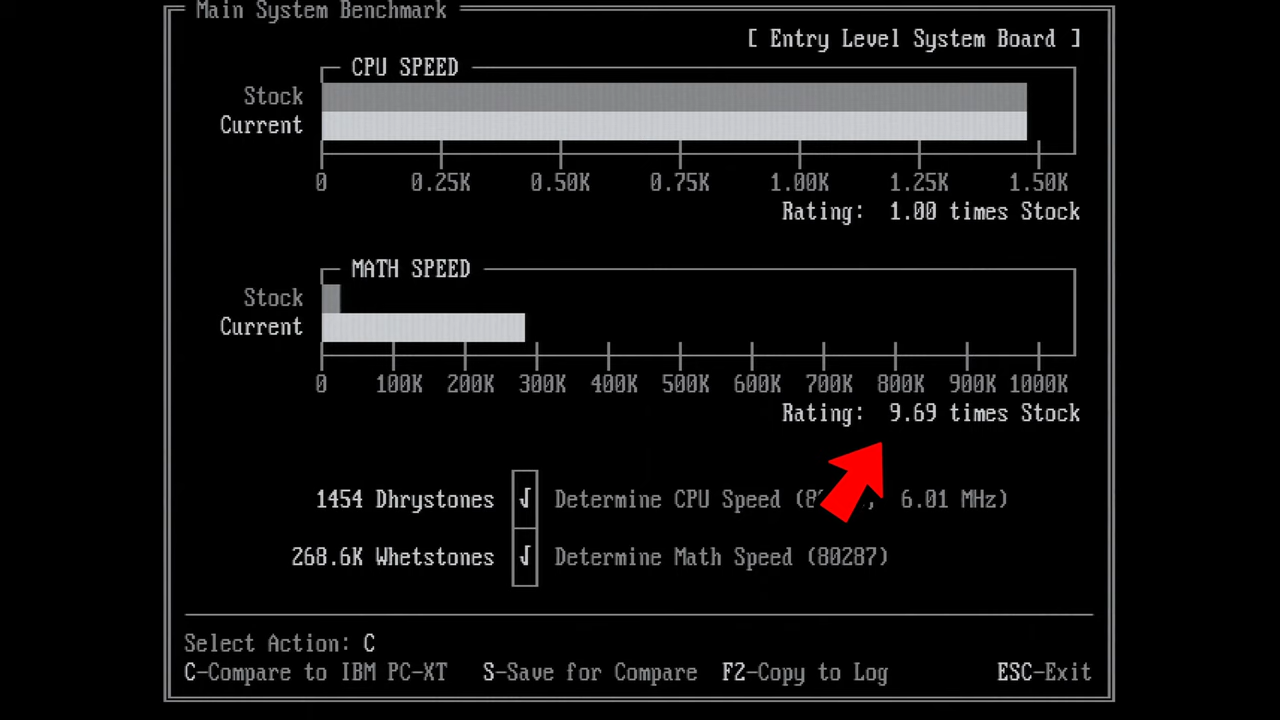 Main System Benchmark
[ Entry Level System Board ]
CPU SPEED
Stock
Current
0 0.25K 0.50K 0.75K 1.00K 1.25K 1.50K
Rating: 1.00 times Stock
MATH SPEED
Stock
Current
0 100K 200K 300K 400K 500K 600K 700K 800K 900K 1000K
Rating: 9.69 times Stock
1454 Dhrystones √ Determine CPU Speed ( , 6.01 MHz)
268.6K Whetstones √ Determine Math Speed (80287)
Select Action: C
C-Compare to IBM PC-XT S-Save for Compare F2-Copy to Log ESC-Exit